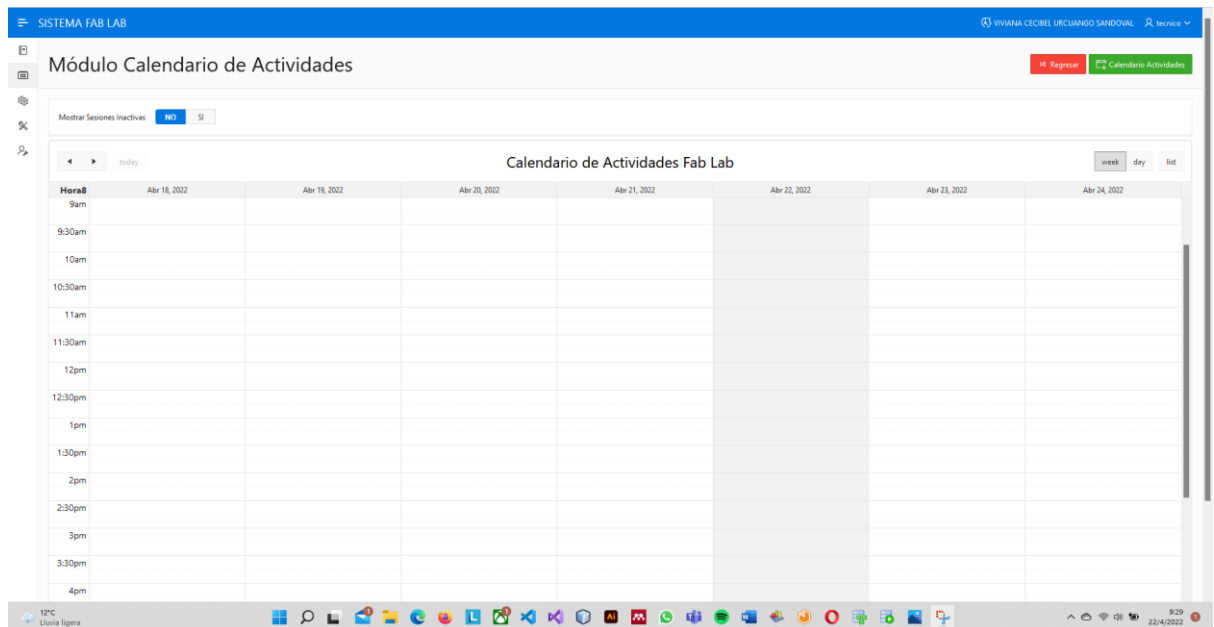 SISTEMA FAB LAB
VIVIANA CECIBEL URCUANGO SANDOVAL tecnico
Módulo Calendario de Actividades
Regresar Calendario Actividades
Mostrar Sesiones Inactivas NO SI
today Calendario de Actividades Fab Lab week day list
Hora8 Abr 18, 2022 Abr 19, 2022 Abr 20, 2022 Abr 21, 2022 Abr 22, 2022 Abr 23, 2022 Abr 24, 2022
9am
9:30am
10am
10:30am
11am
11:30am
12pm
12:30pm
1pm
1:30pm
2pm
2:30pm
3pm
3:30pm
4pm
12°C
Lluvia ligera
9:29
22/4/2022